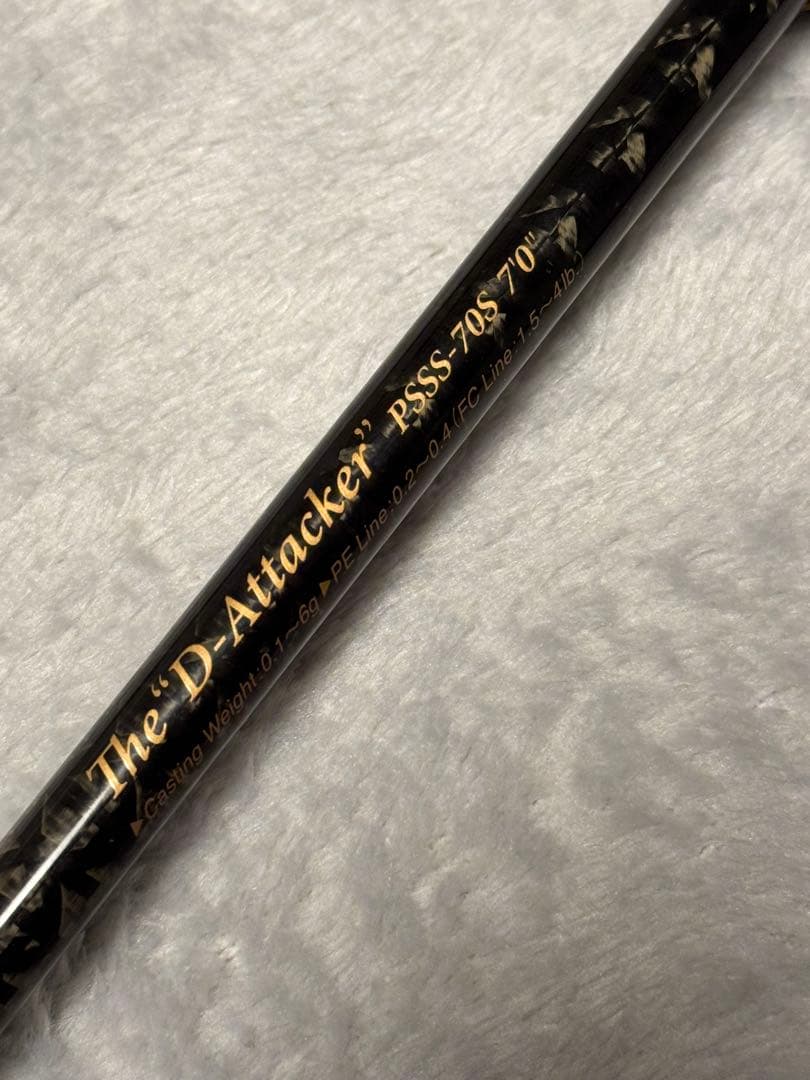 The “D-Attacker” PSSS-70S 7'0"
▶Casting Weight:0.1～6g ▶PE Line:0.2～0.4(FC Line:1.5～4lb.)